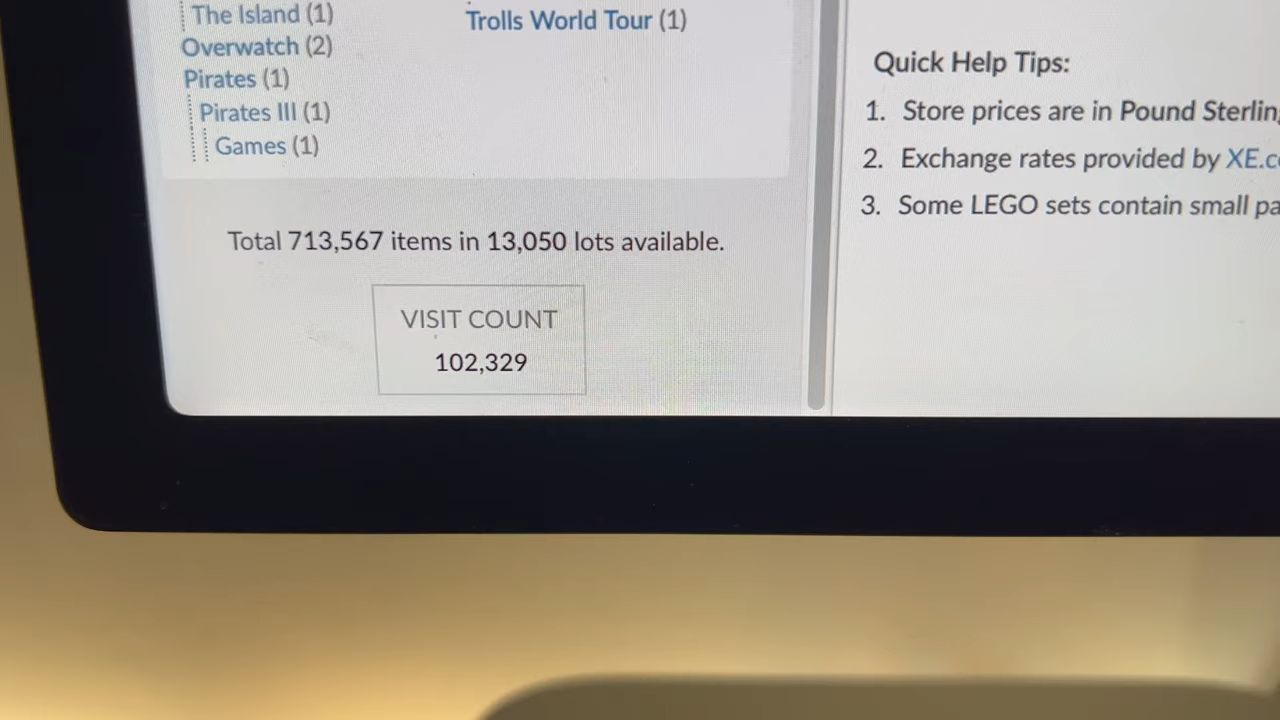 The Island (1)
Overwatch (2)
Pirates (1)
Pirates III (1)
Games (1)
Trolls World Tour (1)
Total 713,567 items in 13,050 lots available.
VISIT COUNT
102,329
Quick Help Tips:
1. Store prices are in Pound
2. Exchange rates provided by
3. Some LEGO sets contain small